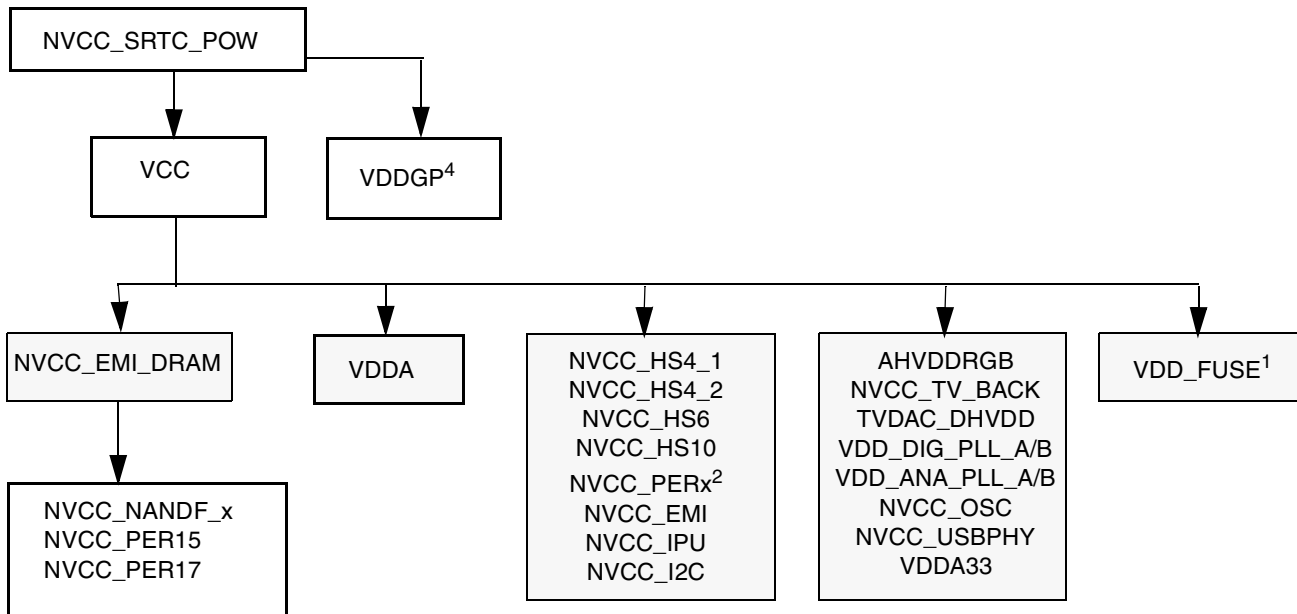 NVCC_SRTC_POW
VCC
VDDGP4
NVCC_EMI_DRAM
VDDA
NVCC_HS4_1
NVCC_HS4_2
NVCC_HS6
NVCC_HS10
NVCC_PERx2
NVCC_EMI
NVCC_IPU
NVCC_I2C
AHVDDRGB
NVCC_TV_BACK
TVDAC_DHVDD
VDD_DIG_PLL_A/B
VDD_ANA_PLL_A/B
NVCC_OSC
NVCC_USBPHY
VDDA33
VDD_FUSE1
NVCC_NANDF_x
NVCC_PER15
NVCC_PER17